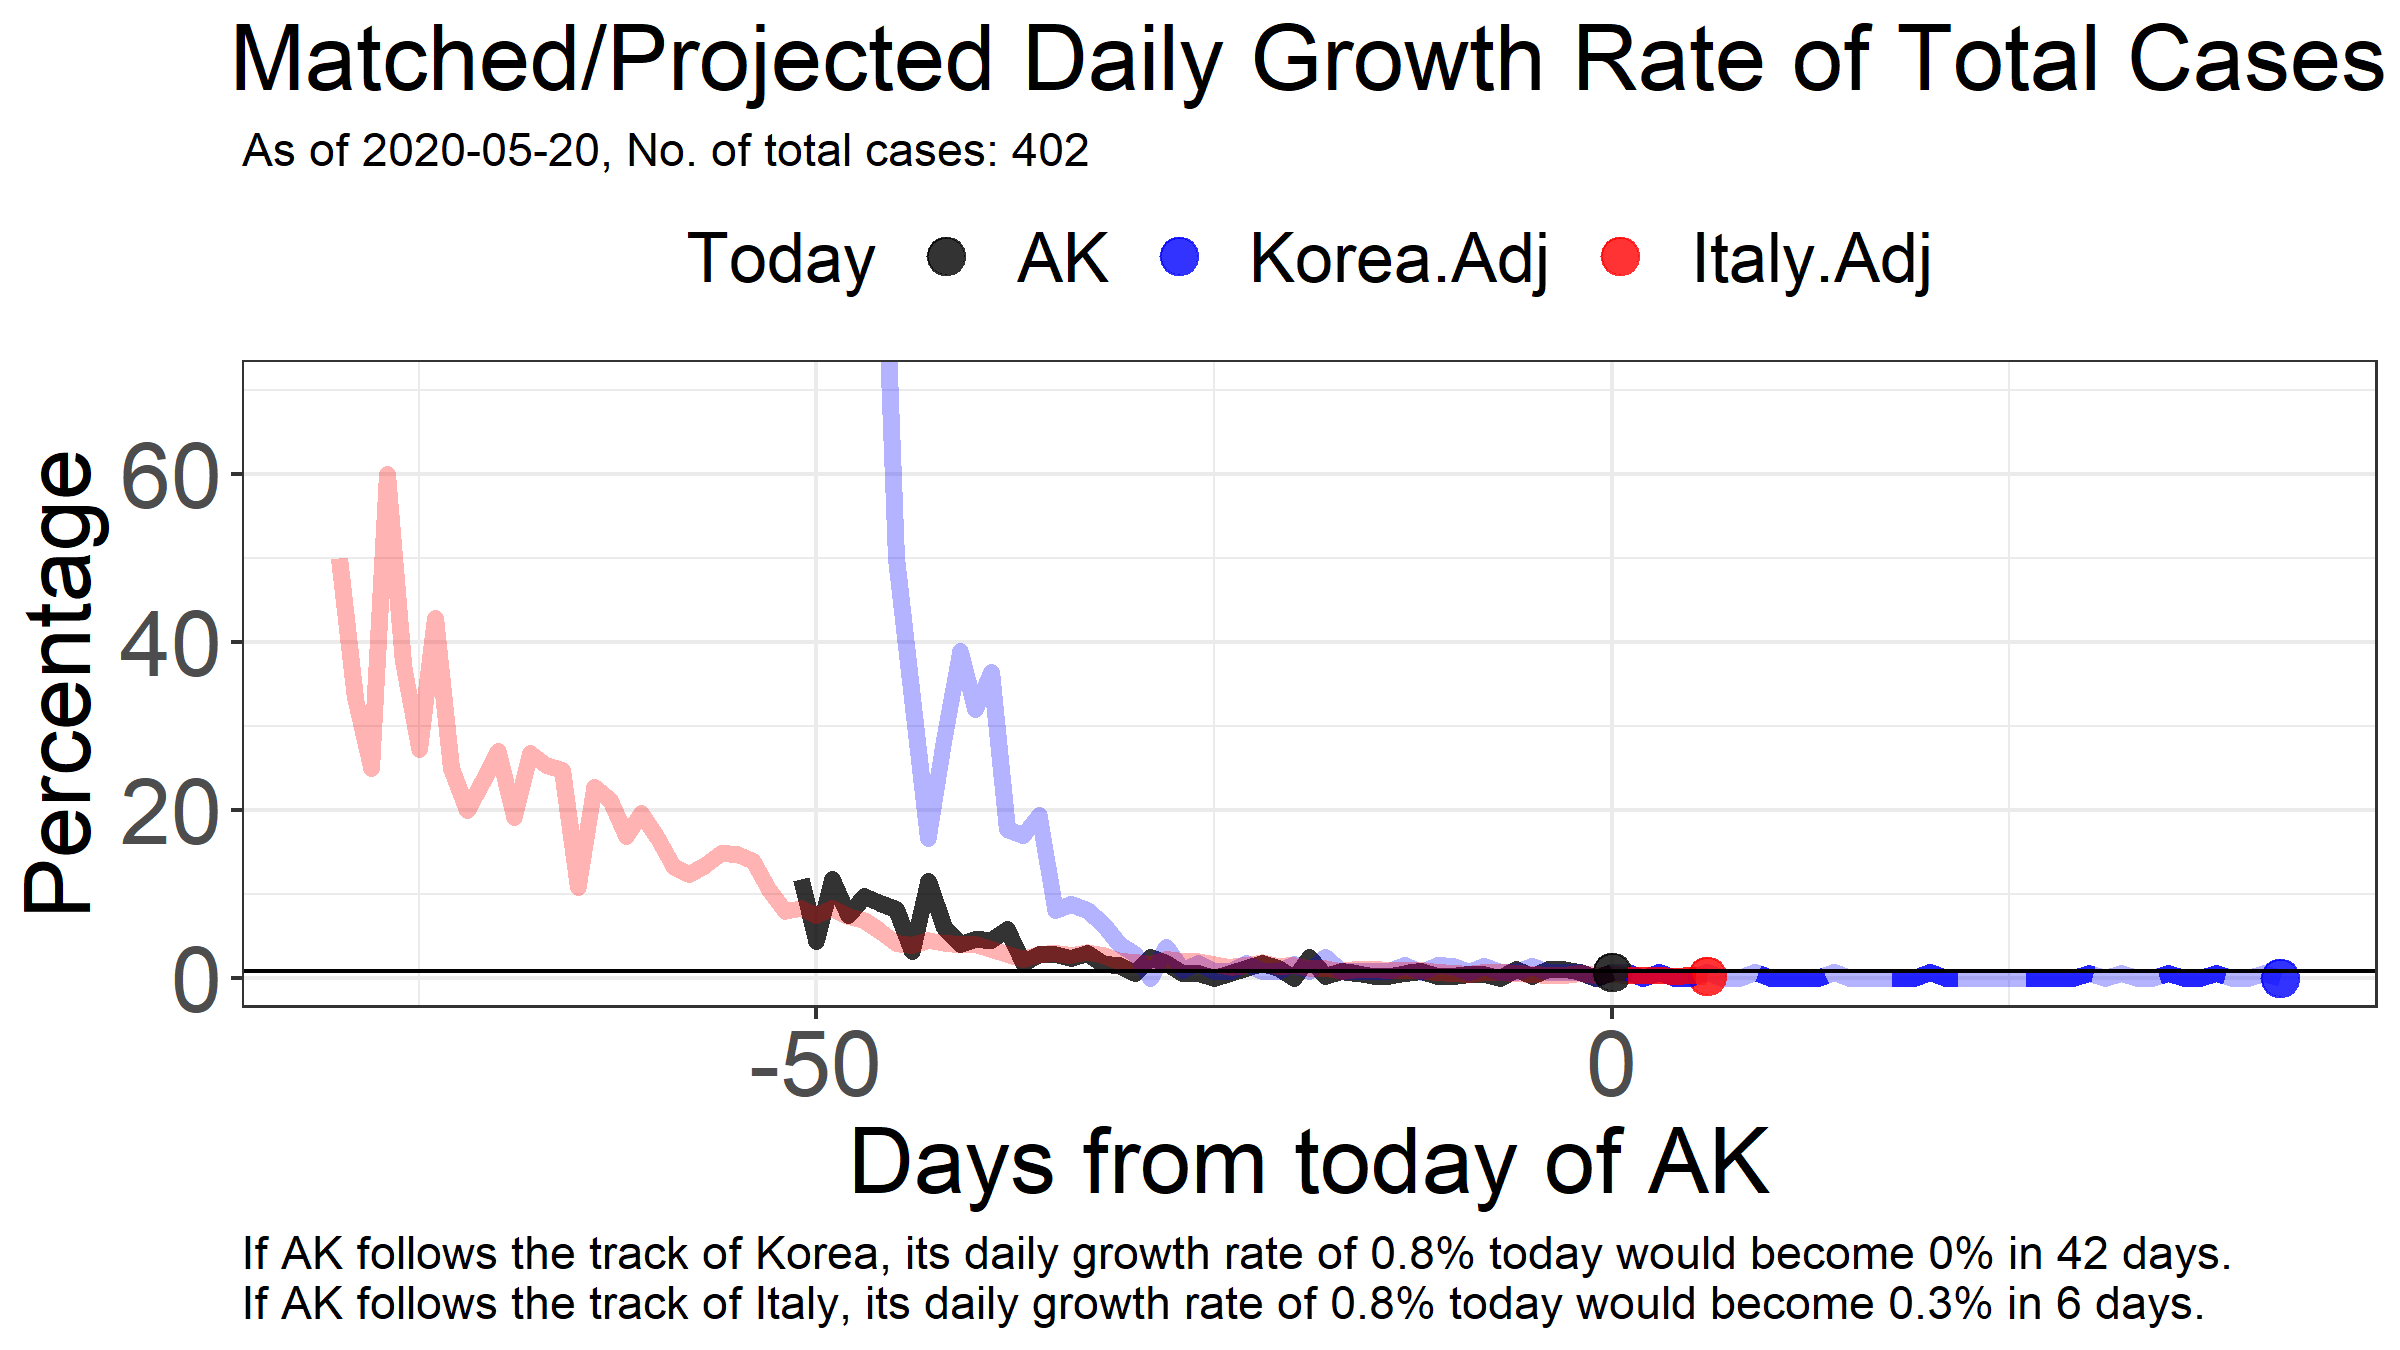 Matched/Projected Daily Growth Rate of Total Cases
As of 2020-05-20, No. of total cases: 402
Today AK Korea.Adj Italy.Adj
Percentage
60
40
20
0
-50 0
Days from today of AK
If AK follows the track of Korea, its daily growth rate of 0.8% today would become 0% in 42 days.
If AK follows the track of Italy, its daily growth rate of 0.8% today would become 0.3% in 6 days.